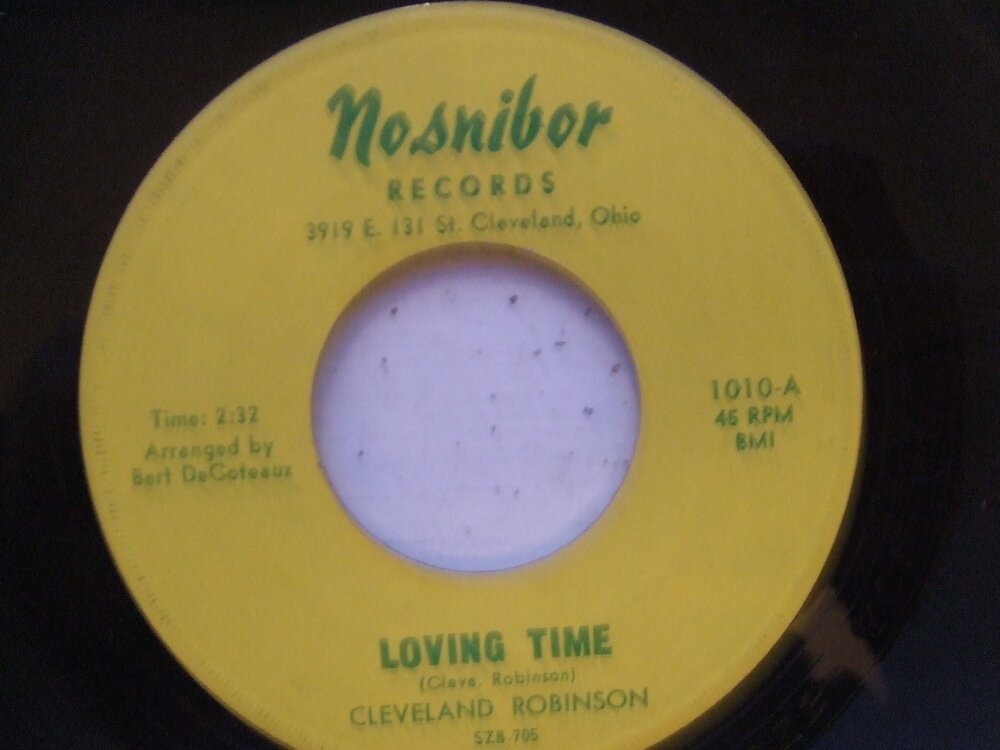 Nosnibor
RECORDS
3919 E. 131 St. Cleveland, Ohio
Time: 2:32
Arranged by
Bert DeCoteaux
1010-A
45 RPM
BMI
LOVING TIME
(Cleve. Robinson)
CLEVELAND ROBINSON
SZB-705